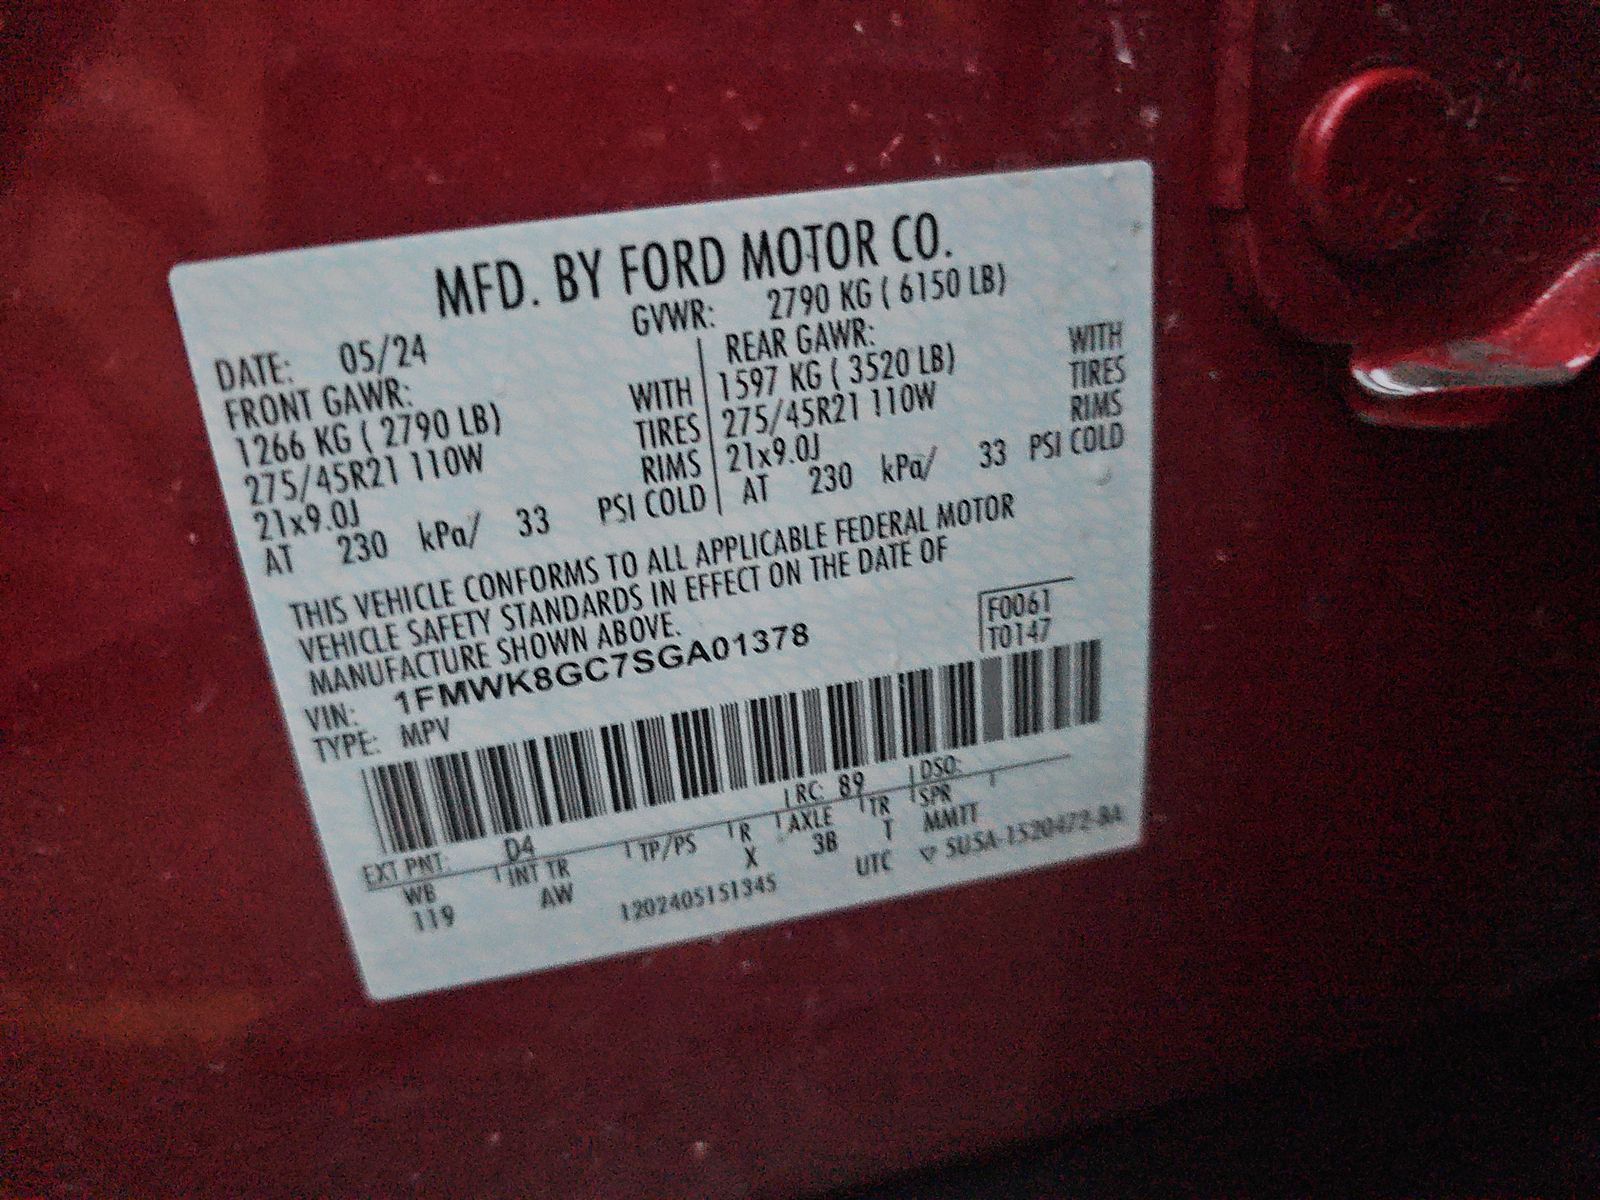 MFD. BY FORD MOTOR CO.
DATE: 05/24 GVWR: 2790 KG ( 6150 LB)
FRONT GAWR:
1266 KG ( 2790 LB) WITH
275/45R21 110W TIRES
21x9.0J RIMS
AT 230 kPa/ 33 PSI COLD
REAR GAWR: WITH
1597 KG ( 3520 LB) TIRES
275/45R21 110W RIMS
21x9.0J
AT 230 kPa/ 33 PSI COLD
THIS VEHICLE CONFORMS TO ALL APPLICABLE FEDERAL MOTOR
VEHICLE SAFETY STANDARDS IN EFFECT ON THE DATE OF
MANUFACTURE SHOWN ABOVE.
F0061
T0147
VIN: 1FMWK8GC7SGA01378
TYPE: MPV
EXT PNT: D4 RC: 89 DSO:
WB INT TR TP/PS R AXLE TR SPR
119 AW X 3B T MMTT
1202405151345 UTC ▽ SU5A-1520472-BA